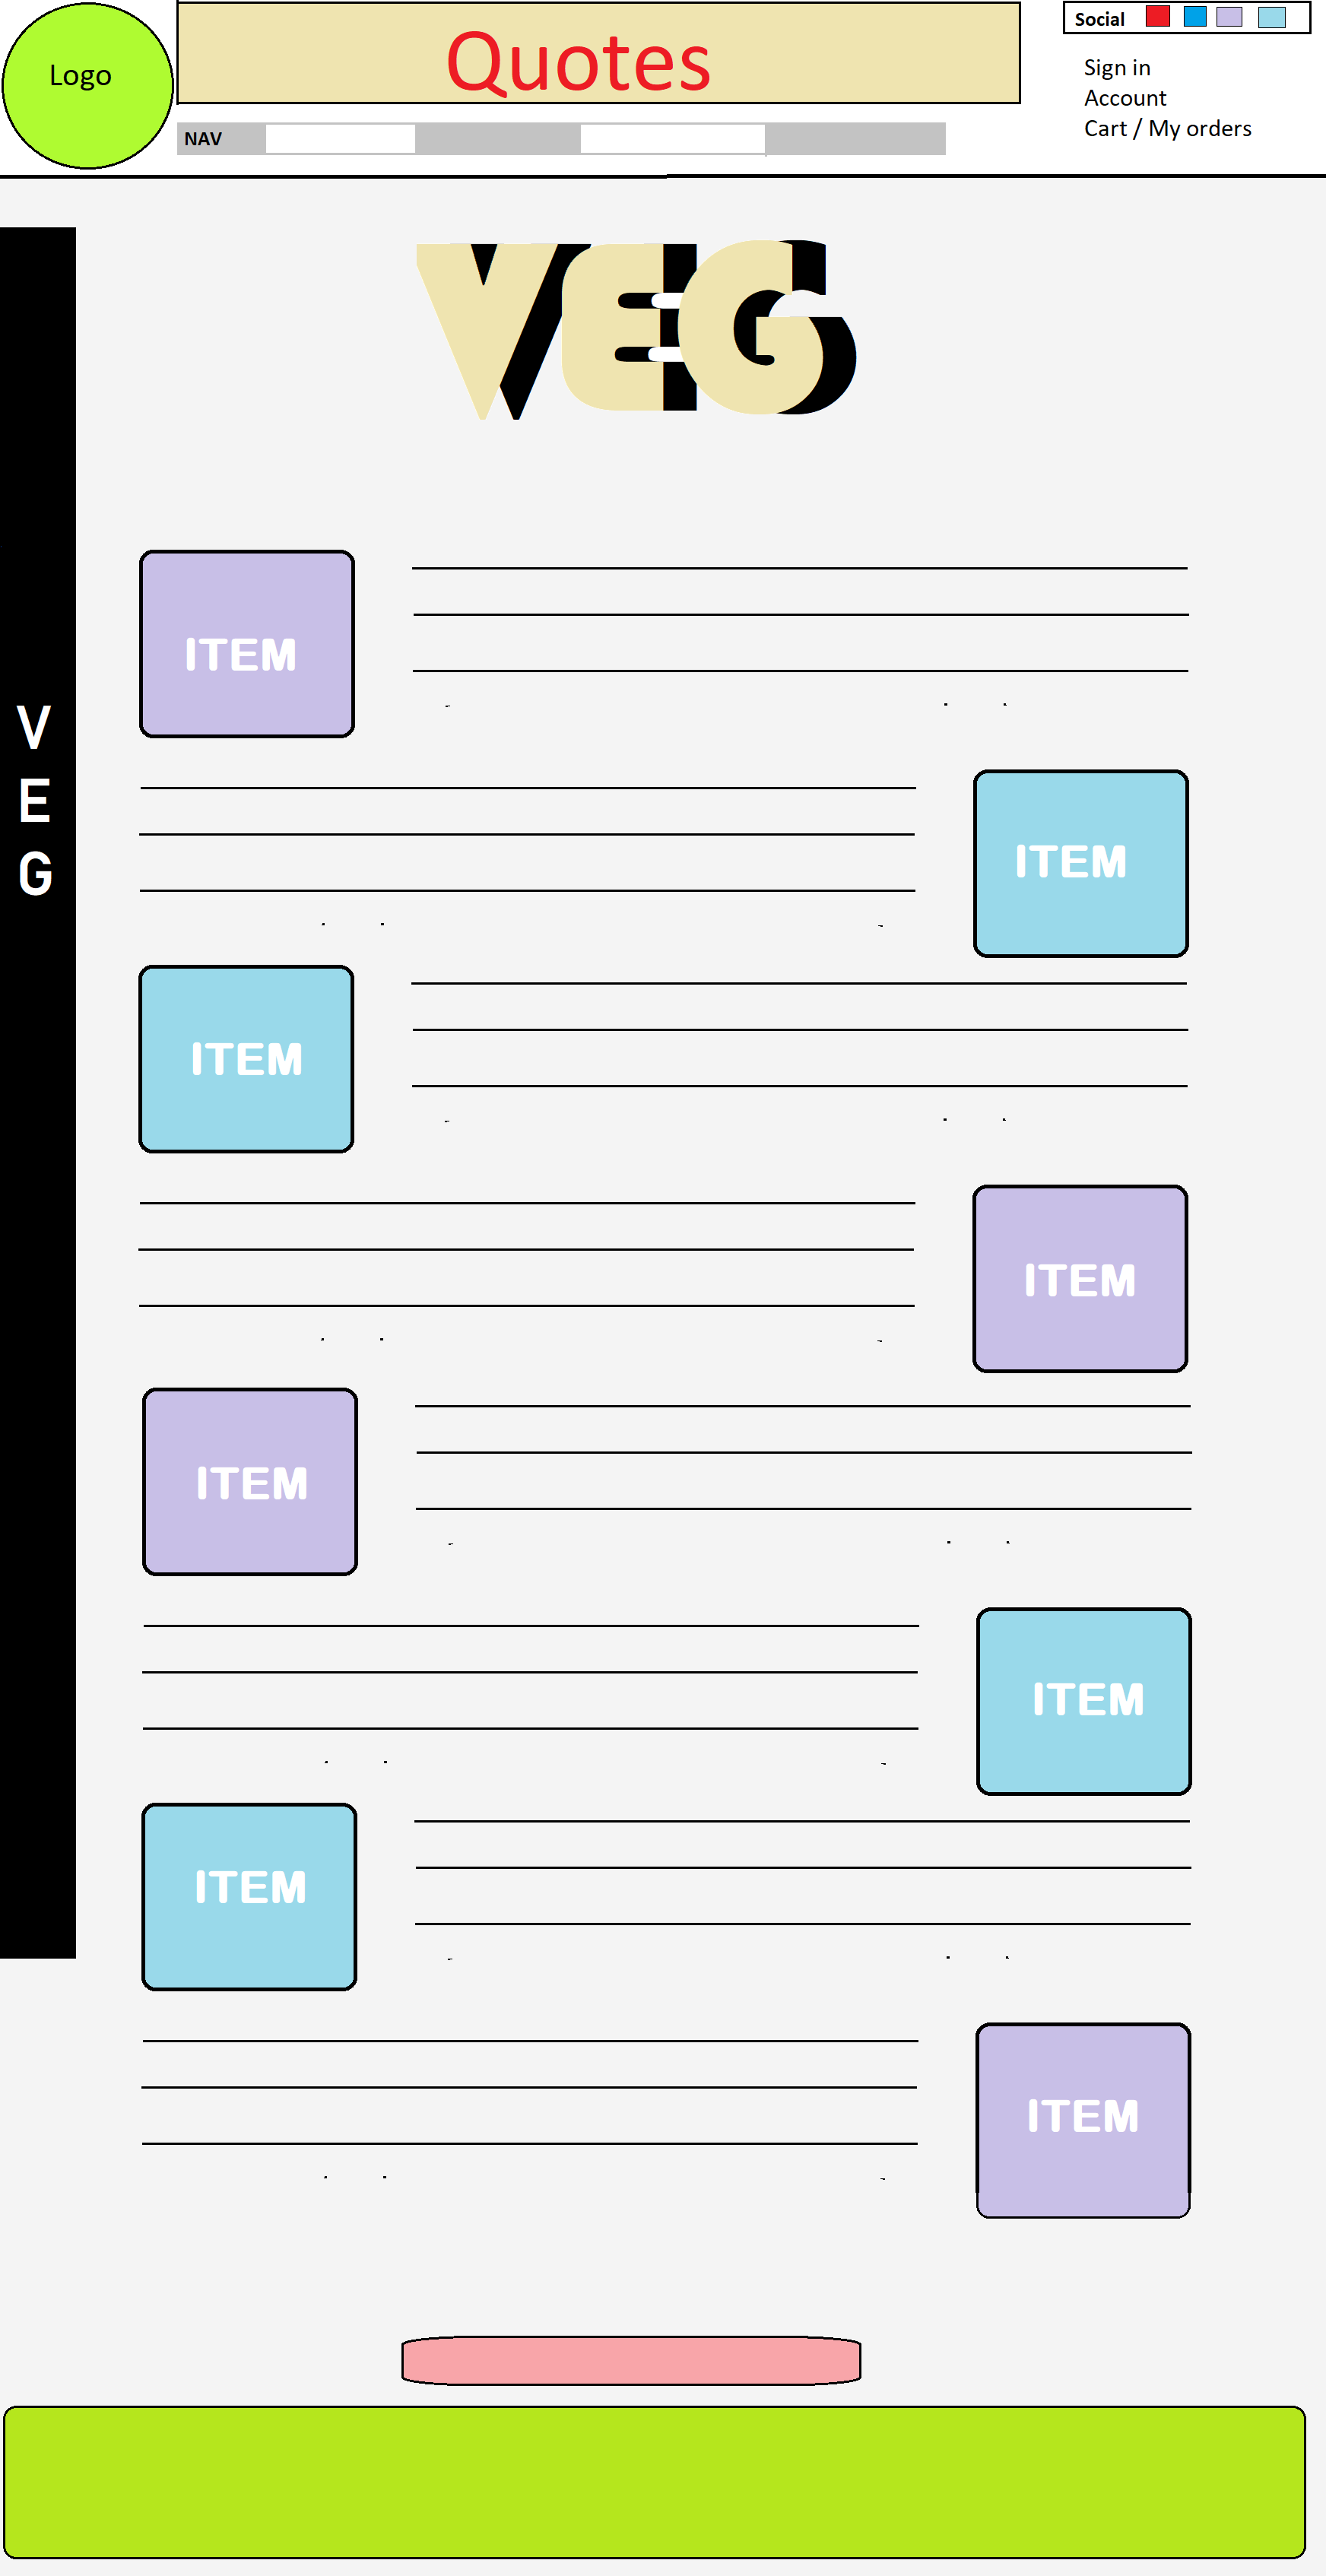 Logo
Quotes
Social
Sign in
Account
Cart / My orders
NAV
VEG
V
E
G
ITEM
ITEM
ITEM
ITEM
ITEM
ITEM
ITEM
ITEM